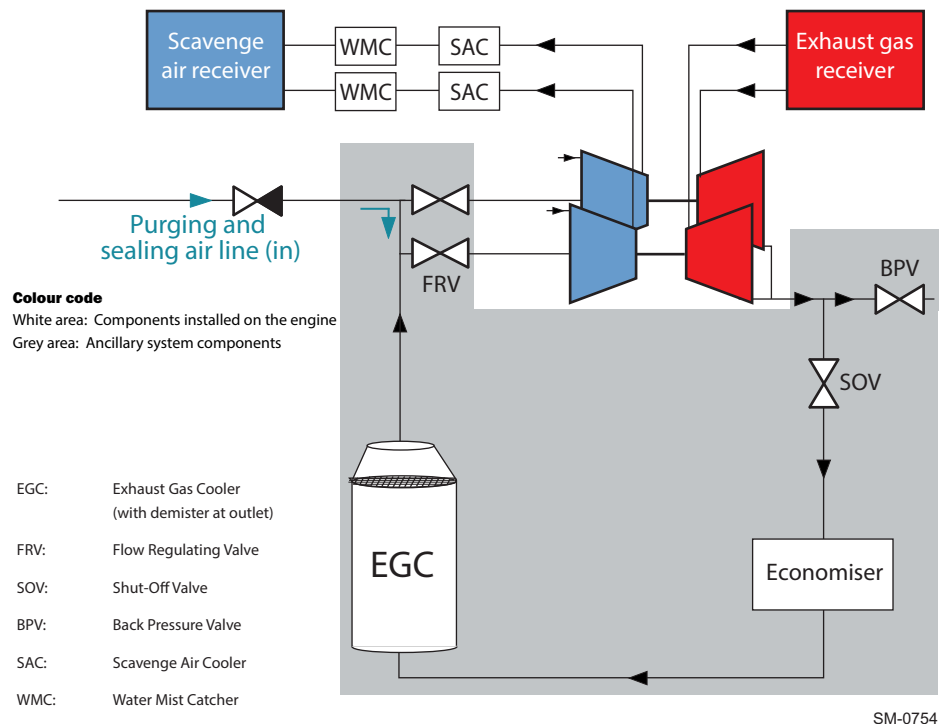 Scavenge
air receiver
WMC
SAC
WMC
SAC
Exhaust gas
receiver
Purging and
sealing air line (in)
FRV
BPV
SOV
Colour code
White area: Components installed on the engine
Grey area: Ancillary system components
EGC
Economiser
EGC: Exhaust Gas Cooler
(with demister at outlet)
FRV: Flow Regulating Valve
SOV: Shut-Off Valve
BPV: Back Pressure Valve
SAC: Scavenge Air Cooler
WMC: Water Mist Catcher
SM-0754